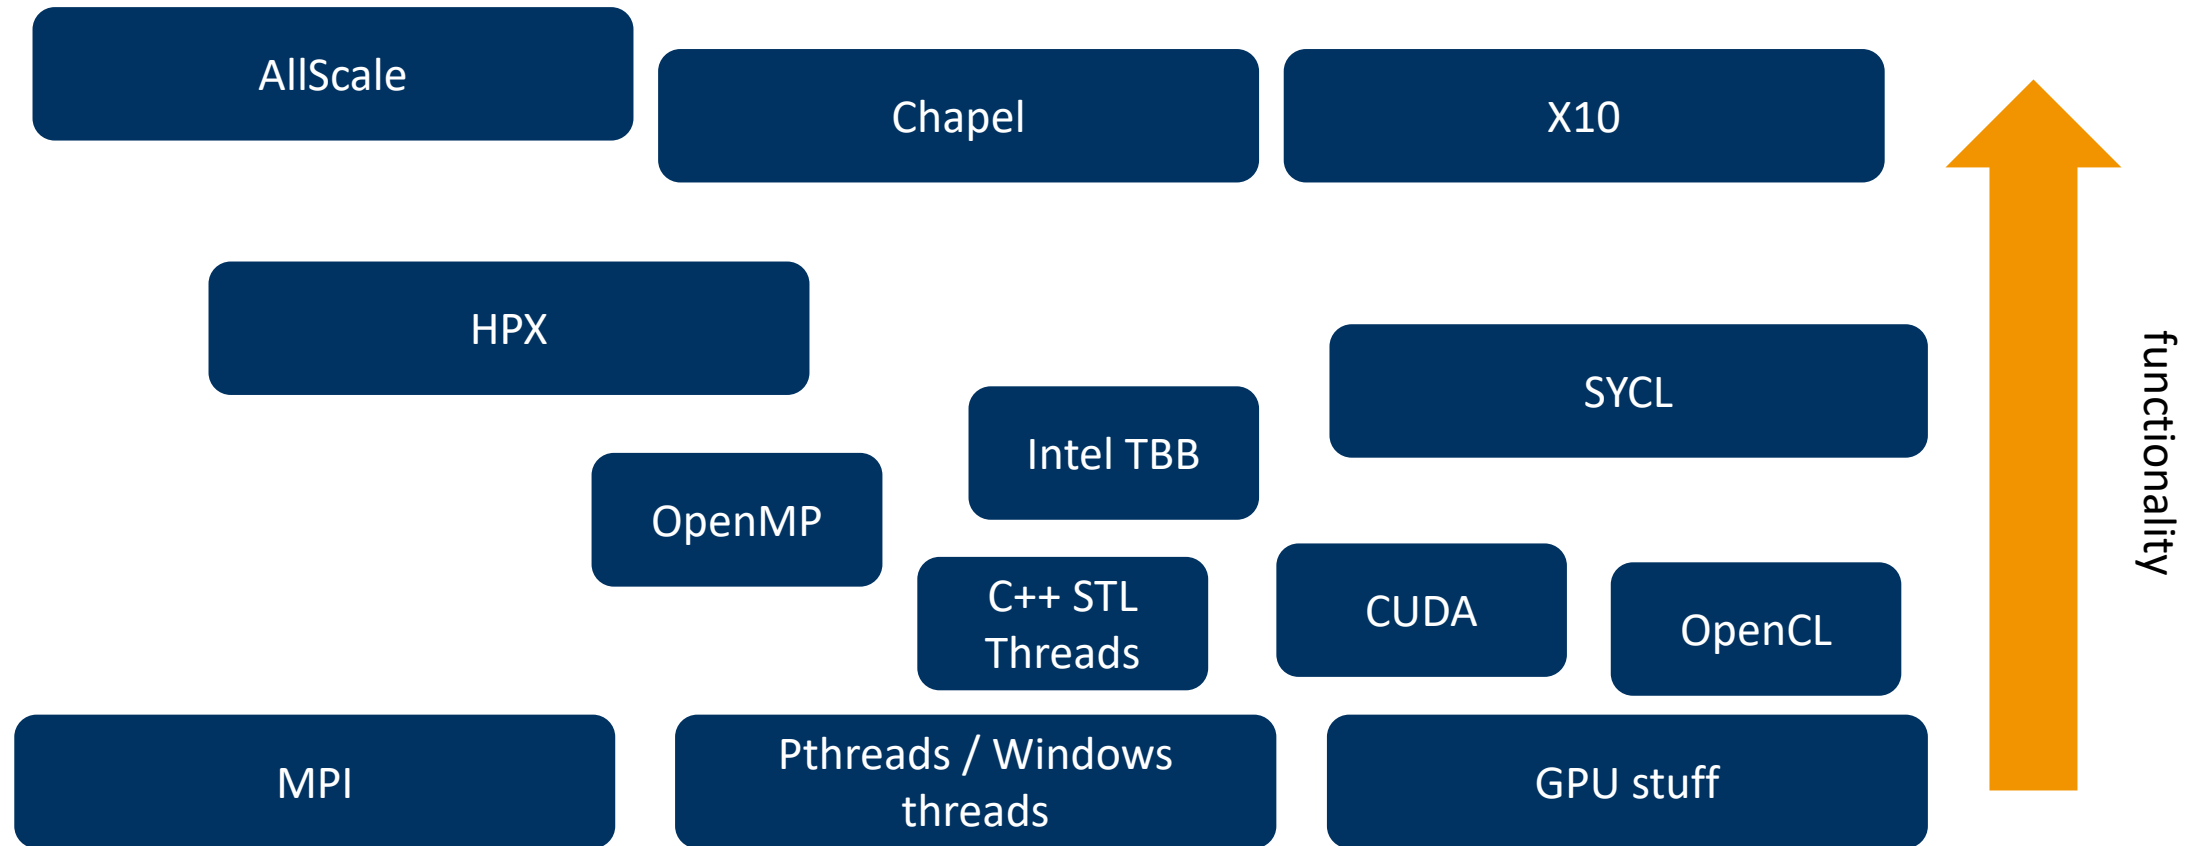 AllScale
Chapel
X10
HPX
SYCL
Intel TBB
OpenMP
C++ STL
Threads
CUDA
OpenCL
MPI
Pthreads / Windows
threads
GPU stuff
functionality